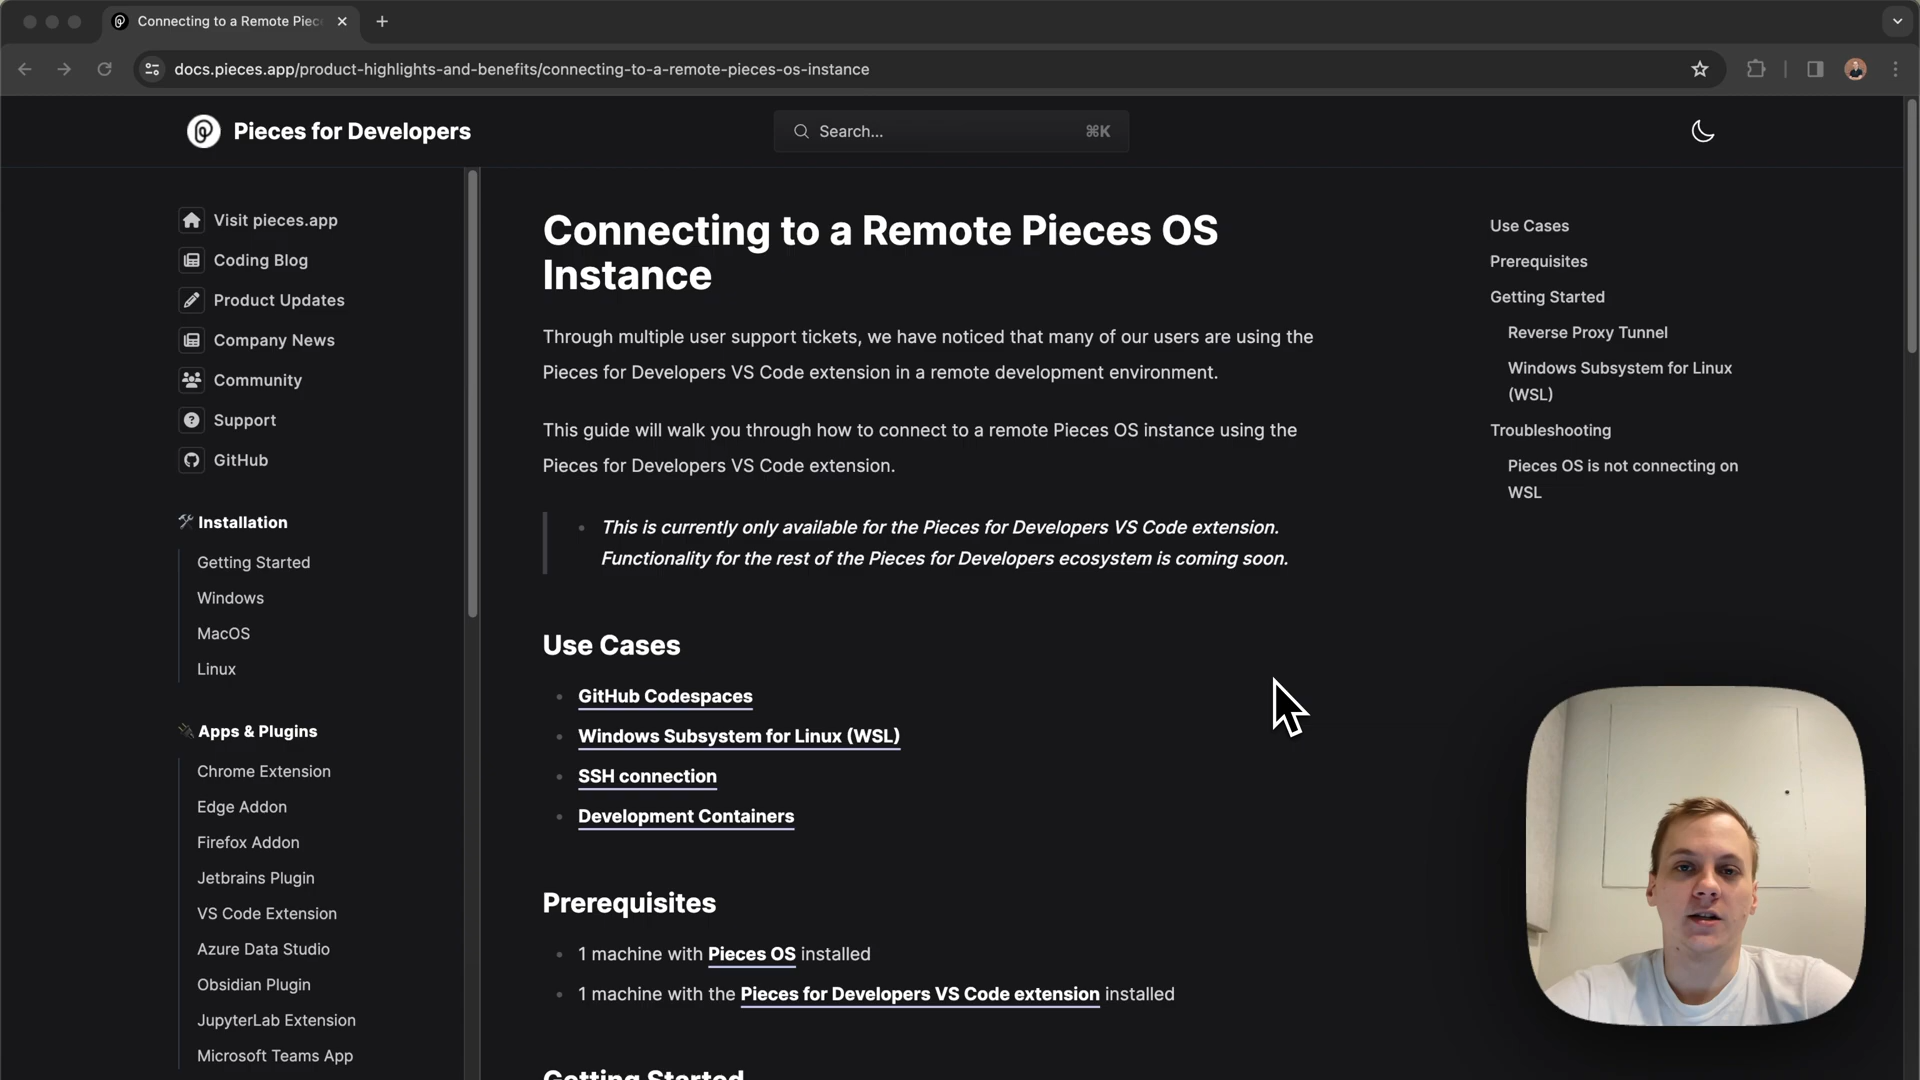 Connecting to a Remote Piec
docs.pieces.app/product-highlights-and-benefits/connecting-to-a-remote-pieces-os-instance
Pieces for Developers
Search...
⌘K
Visit pieces.app
Coding Blog
Product Updates
Company News
Community
Support
GitHub
🛠 Installation
Getting Started
Windows
MacOS
Linux
🔌 Apps & Plugins
Chrome Extension
Edge Addon
Firefox Addon
Jetbrains Plugin
VS Code Extension
Azure Data Studio
Obsidian Plugin
JupyterLab Extension
Microsoft Teams App
Connecting to a Remote Pieces OS
Instance
Through multiple user support tickets, we have noticed that many of our users are using the
Pieces for Developers VS Code extension in a remote development environment.
This guide will walk you through how to connect to a remote Pieces OS instance using the
Pieces for Developers VS Code extension.
• This is currently only available for the Pieces for Developers VS Code extension.
Functionality for the rest of the Pieces for Developers ecosystem is coming soon.
Use Cases
• GitHub Codespaces
• Windows Subsystem for Linux (WSL)
• SSH connection
• Development Containers
Prerequisites
• 1 machine with Pieces OS installed
• 1 machine with the Pieces for Developers VS Code extension installed
Getting Started
Use Cases
Prerequisites
Getting Started
Reverse Proxy Tunnel
Windows Subsystem for Linux
(WSL)
Troubleshooting
Pieces OS is not connecting on
WSL